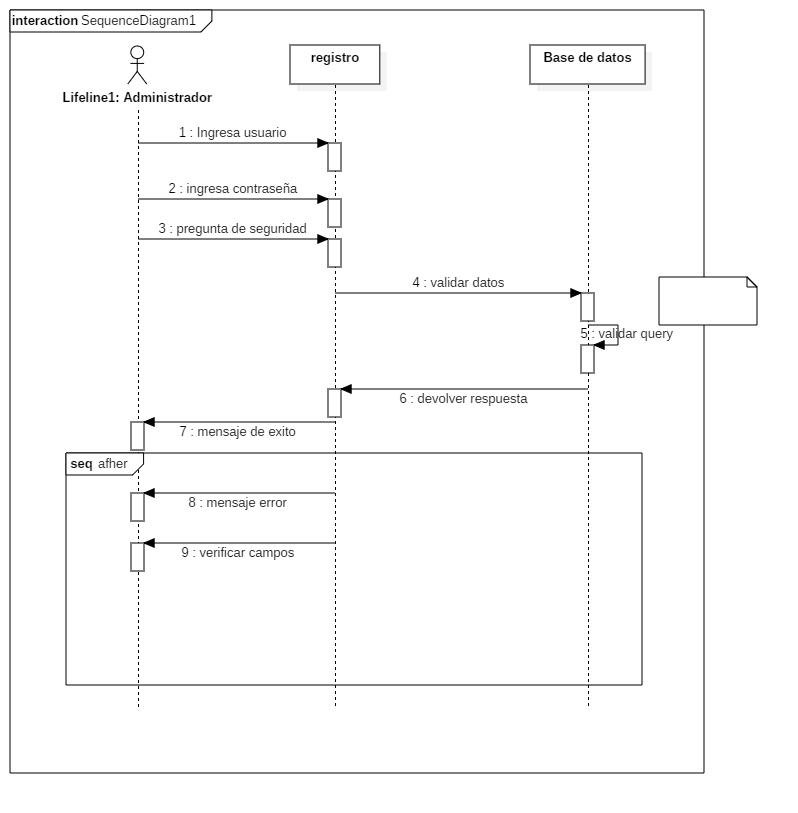 interaction SequenceDiagram1
Lifeline1: Administrador
registro
Base de datos
1 : Ingresa usuario
2 : ingresa contraseña
3 : pregunta de seguridad
4 : validar datos
5 : validar query
6 : devolver respuesta
7 : mensaje de exito
seq afher
8 : mensaje error
9 : verificar campos